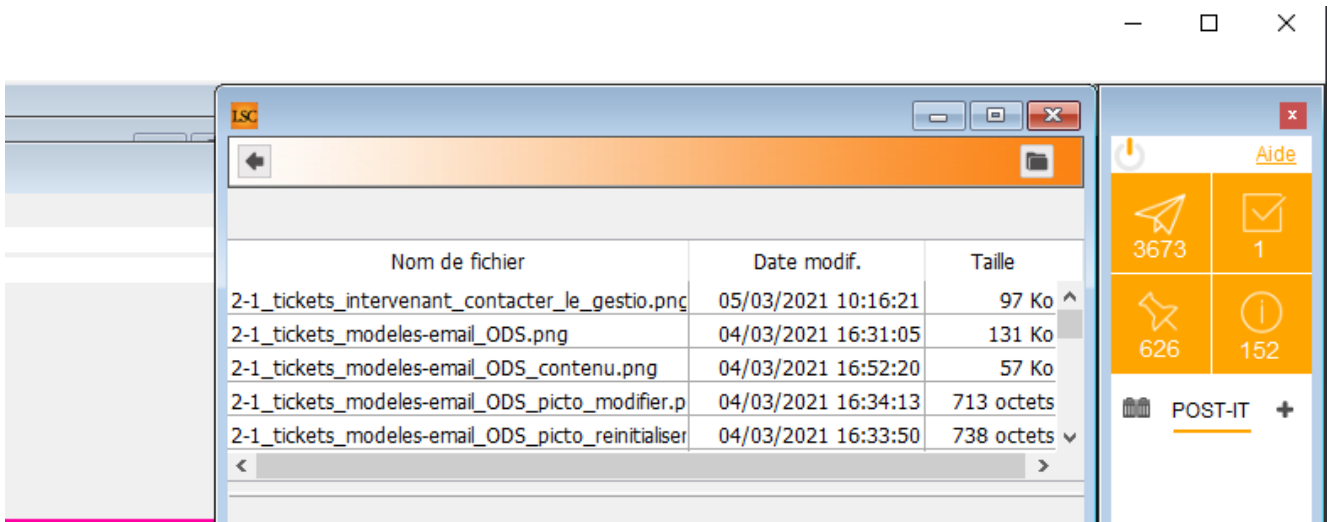 LSC
Aide
3673 1
626 152
POST-IT
Nom de fichier Date modif. Taille
2-1_tickets_intervenant_contacter_le_gestio.png 05/03/2021 10:16:21 97 Ko
2-1_tickets_modeles-email_ODS.png 04/03/2021 16:31:05 131 Ko
2-1_tickets_modeles-email_ODS_contenu.png 04/03/2021 16:52:20 57 Ko
2-1_tickets_modeles-email_ODS_picto_modifier.p 04/03/2021 16:34:13 713 octets
2-1_tickets_modeles-email_ODS_picto_reinitialiser 04/03/2021 16:33:50 738 octets